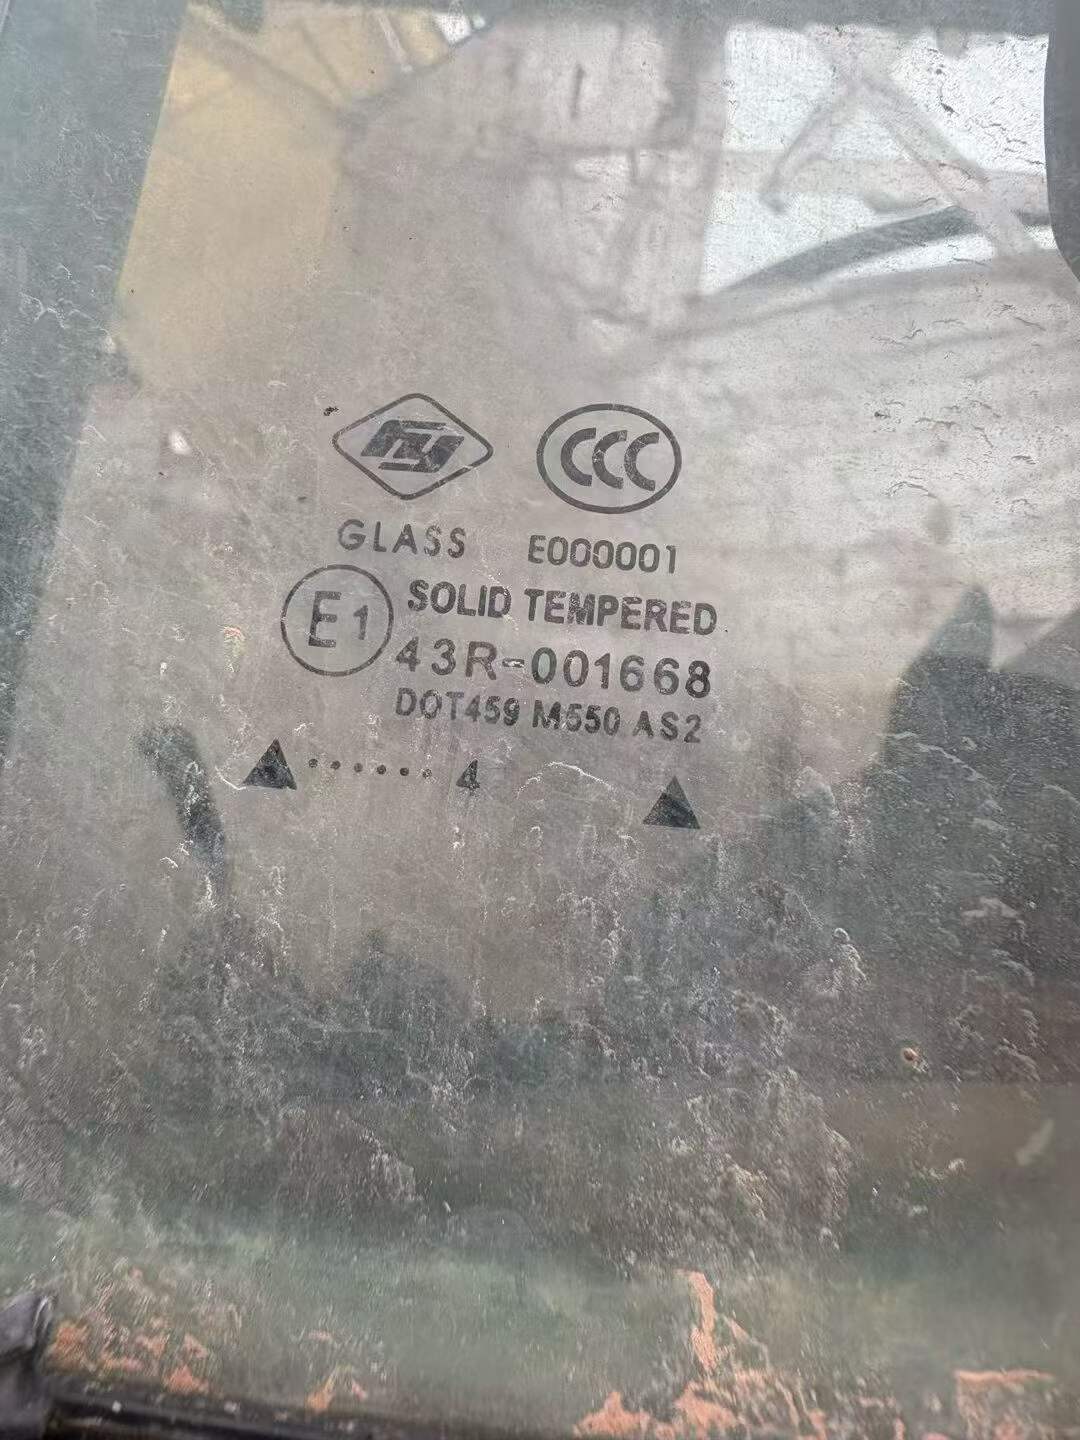 CCC
GLASS E000001
E1 SOLID TEMPERED
43R-001668
DOT459 M550 AS2
▲......4 ▲